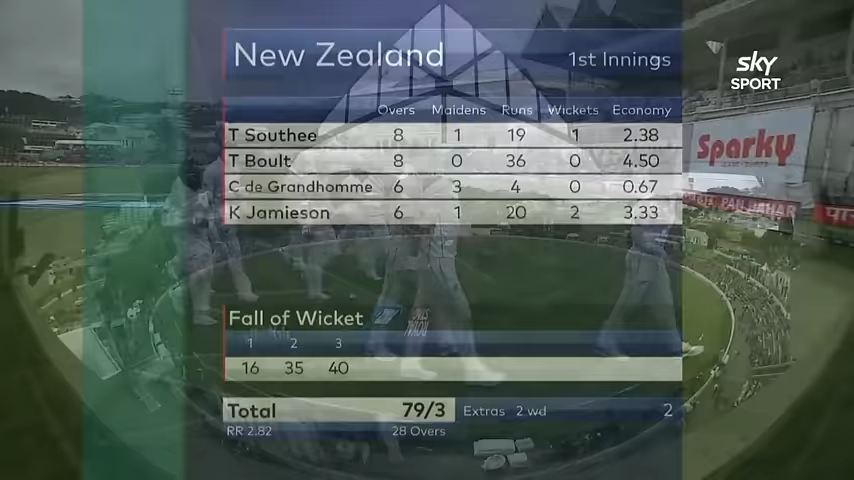 New Zealand
1st Innings
sky
SPORT
Overs Maidens Runs Wickets Economy
T Southee 8 1 19 1 2.38
T Boult 8 0 36 0 4.50
C de Grandhomme 6 3 4 0 0.67
K Jamieson 6 1 20 2 3.33
Sparky
PAN BAHAR
Fall of Wicket
1 2 3
16 35 40
Total 79/3 Extras 2 wd 2
RR 2.82 28 Overs